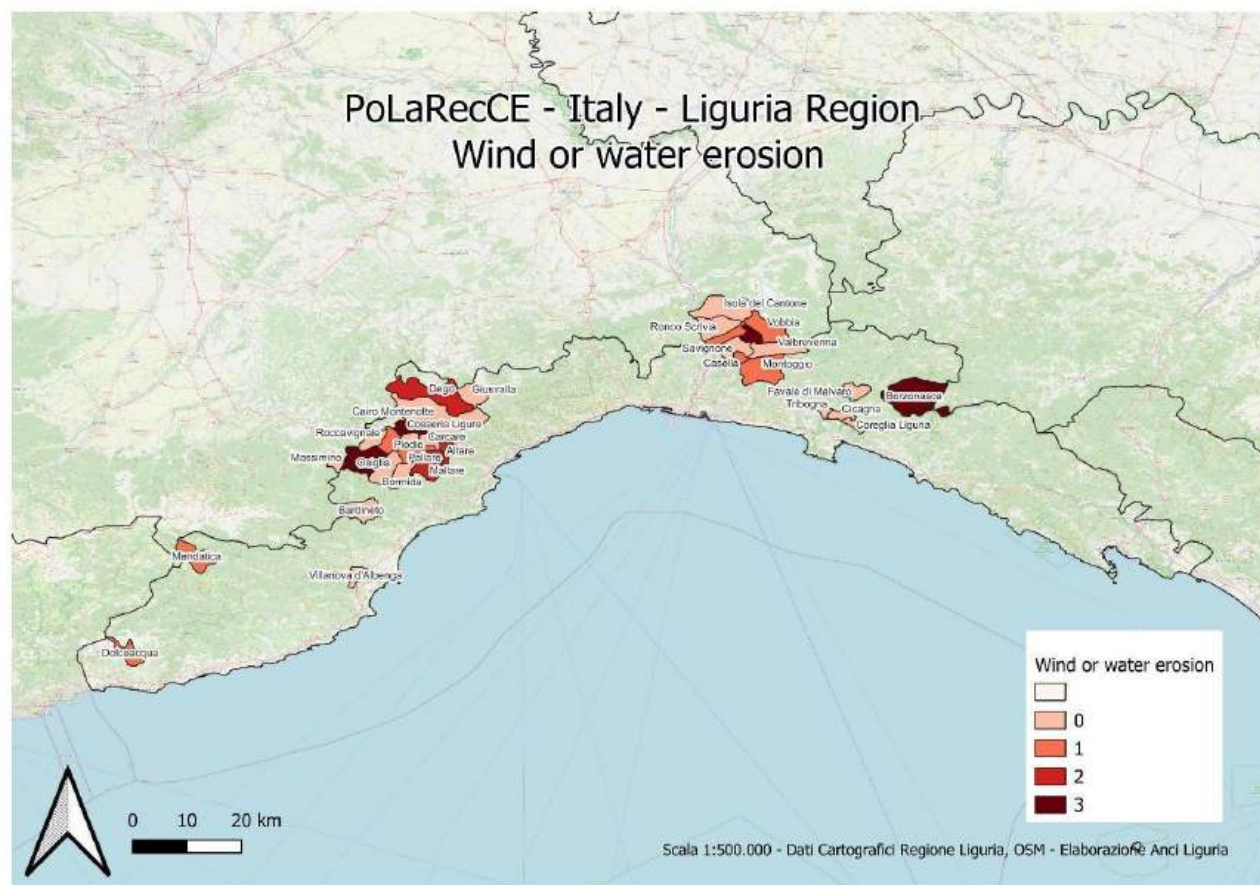 PoLaRecCE - Italy - Liguria Region
Wind or water erosion
Isola del Cantone
Ronco Scrivia
Vobbia
Savignone
Valbrevenna
Casella
Montoggio
Favale di Malvaro
Tribogna
Cicagna
Borzonasca
Coreglia Liguria
Dego
Giusvalla
Cairo Montenotte
Cosseria Ligure
Roccavignale
Carcare
Plodio
Altare
Massimino
Pallare
Mallare
Bormida
Bardineto
Mendatica
Villanova d'Albenga
Dolceacqua
Wind or water erosion
0
1
2
3
0 10 20 km
Scala 1:500.000 - Dati Cartografici Regione Liguria, OSM - Elaborazione Anci Liguria